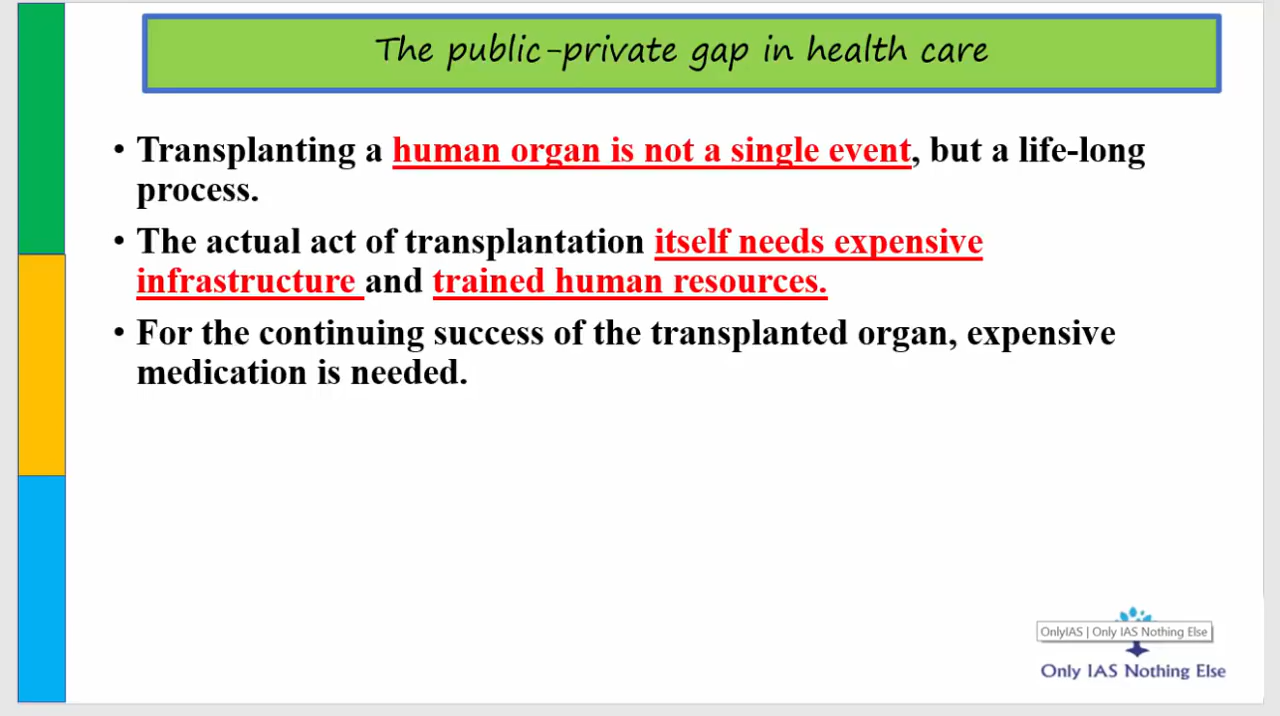 The public-private gap in health care
• Transplanting a human organ is not a single event, but a life-long
process.
• The actual act of transplantation itself needs expensive
infrastructure and trained human resources.
• For the continuing success of the transplanted organ, expensive
medication is needed.
OnlyIAS | Only IAS Nothing Else
Only IAS Nothing Else